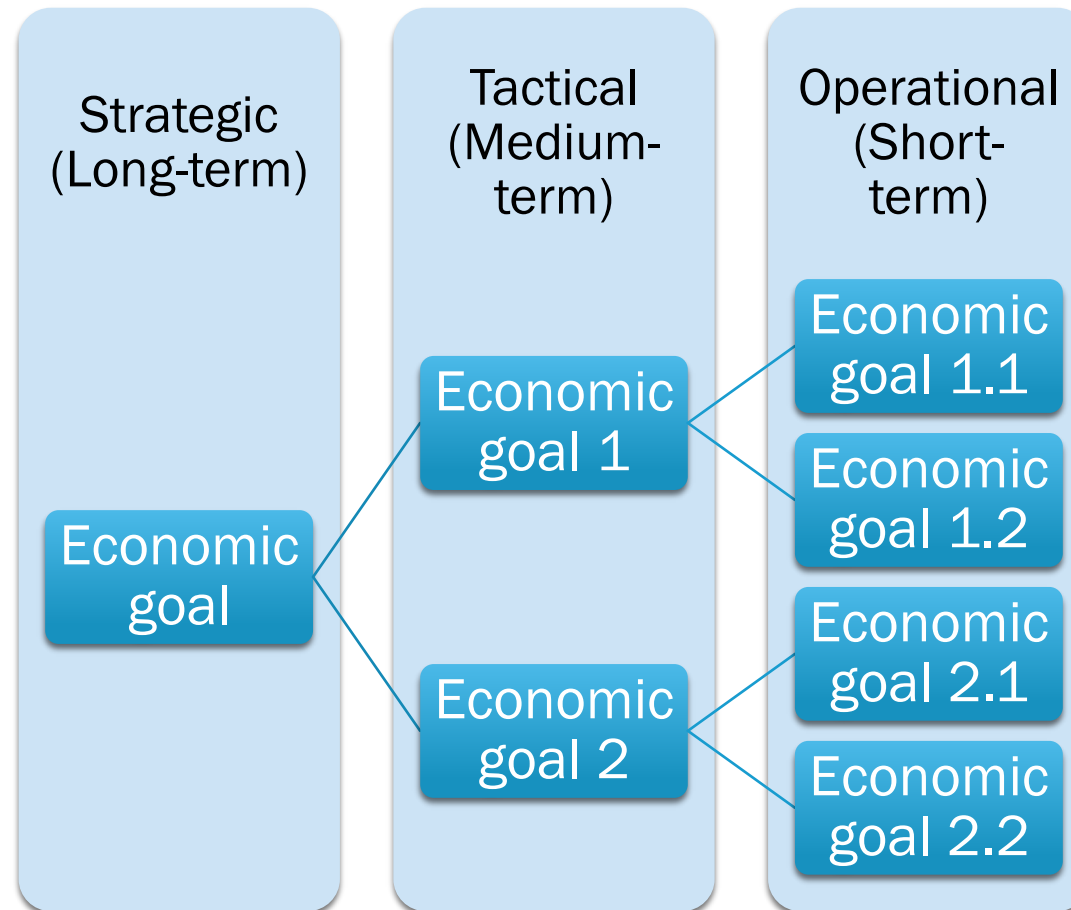 Strategic
(Long-term)
Tactical
(Medium-
term)
Operational
(Short-
term)
Economic
goal
Economic
goal 1
Economic
goal 2
Economic
goal 1.1
Economic
goal 1.2
Economic
goal 2.1
Economic
goal 2.2